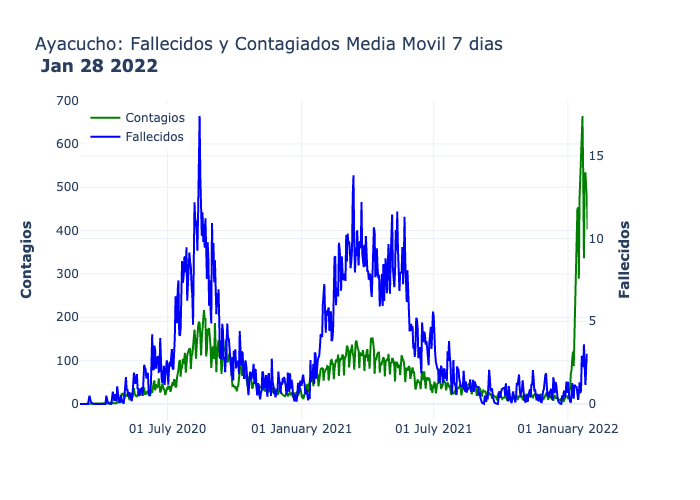 Ayacucho: Fallecidos y Contagiados Media Movil 7 dias
Jan 28 2022
700
600
500
400
300
200
100
0
15
10
5
0
Contagios
Fallecidos
Contagios
Fallecidos
01 July 2020
01 January 2021
01 July 2021
01 January 2022